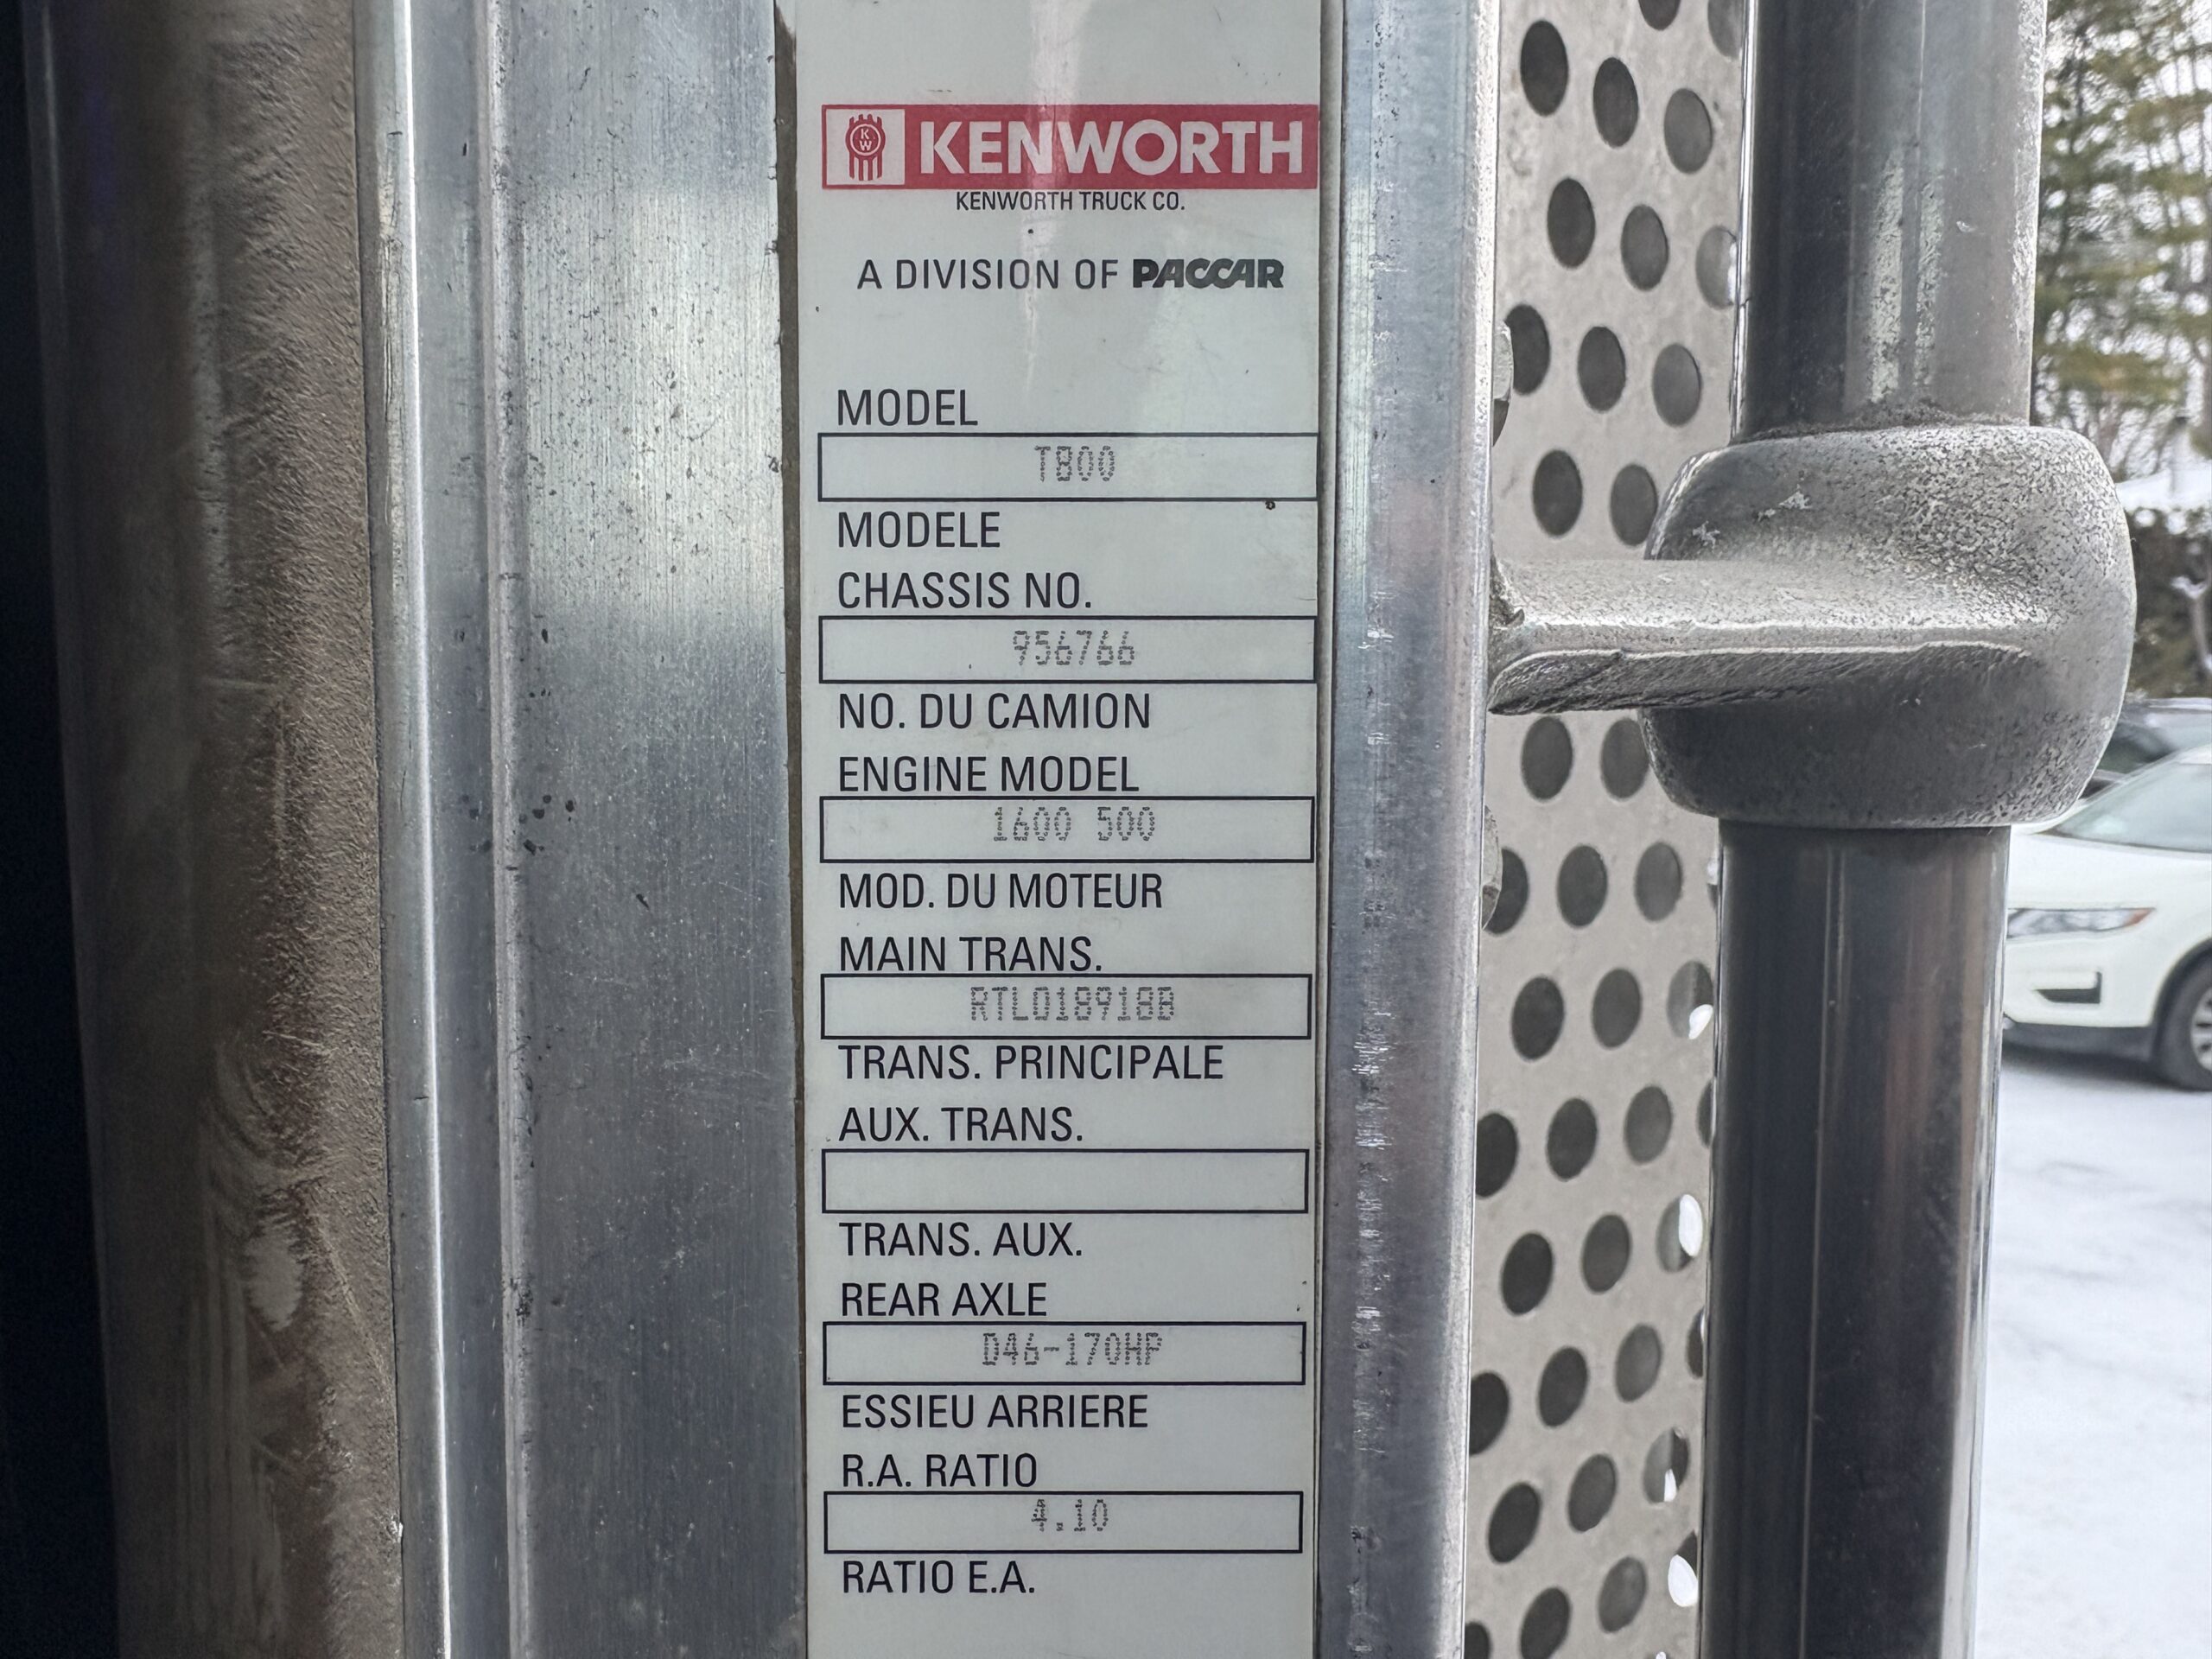 KW KENWORTH
KENWORTH TRUCK CO.
A DIVISION OF PACCAR
MODEL
T800
MODELE
CHASSIS NO.
956766
NO. DU CAMION
ENGINE MODEL
1600 500
MOD. DU MOTEUR
MAIN TRANS.
RTLO18918B
TRANS. PRINCIPALE
AUX. TRANS.
TRANS. AUX.
REAR AXLE
D46-170HP
ESSIEU ARRIERE
R.A. RATIO
4.10
RATIO E.A.